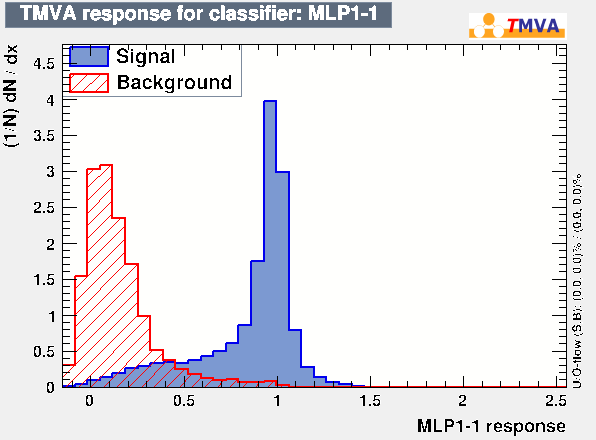 TMVA response for classifier: MLP1-1
TMVA
Signal
Background
(1/N) dN / dx
4.5
4
3.5
3
2.5
2
1.5
1
0.5
0
0 0.5 1 1.5 2 2.5
MLP1-1 response
U/O-flow (S,B): (0.0, 0.0)% / (0.0, 0.0)%